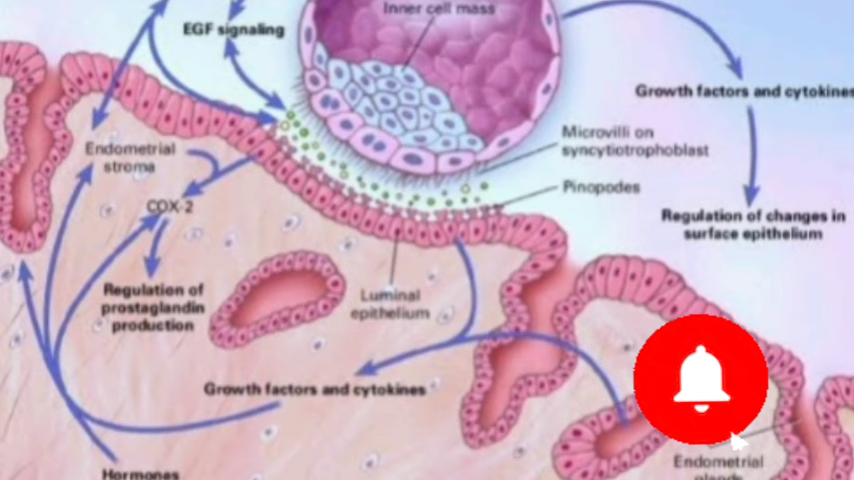 Inner cell mass
EGF signaling
Growth factors and cytokines
Microvilli on
syncytiotrophoblast
Endometrial
stroma
Pinopodes
COX-2
Regulation of changes in
surface epithelium
Regulation of
prostaglandin
production
Luminal
epithelium
Growth factors and cytokines
Endometrial
glands
Hormones